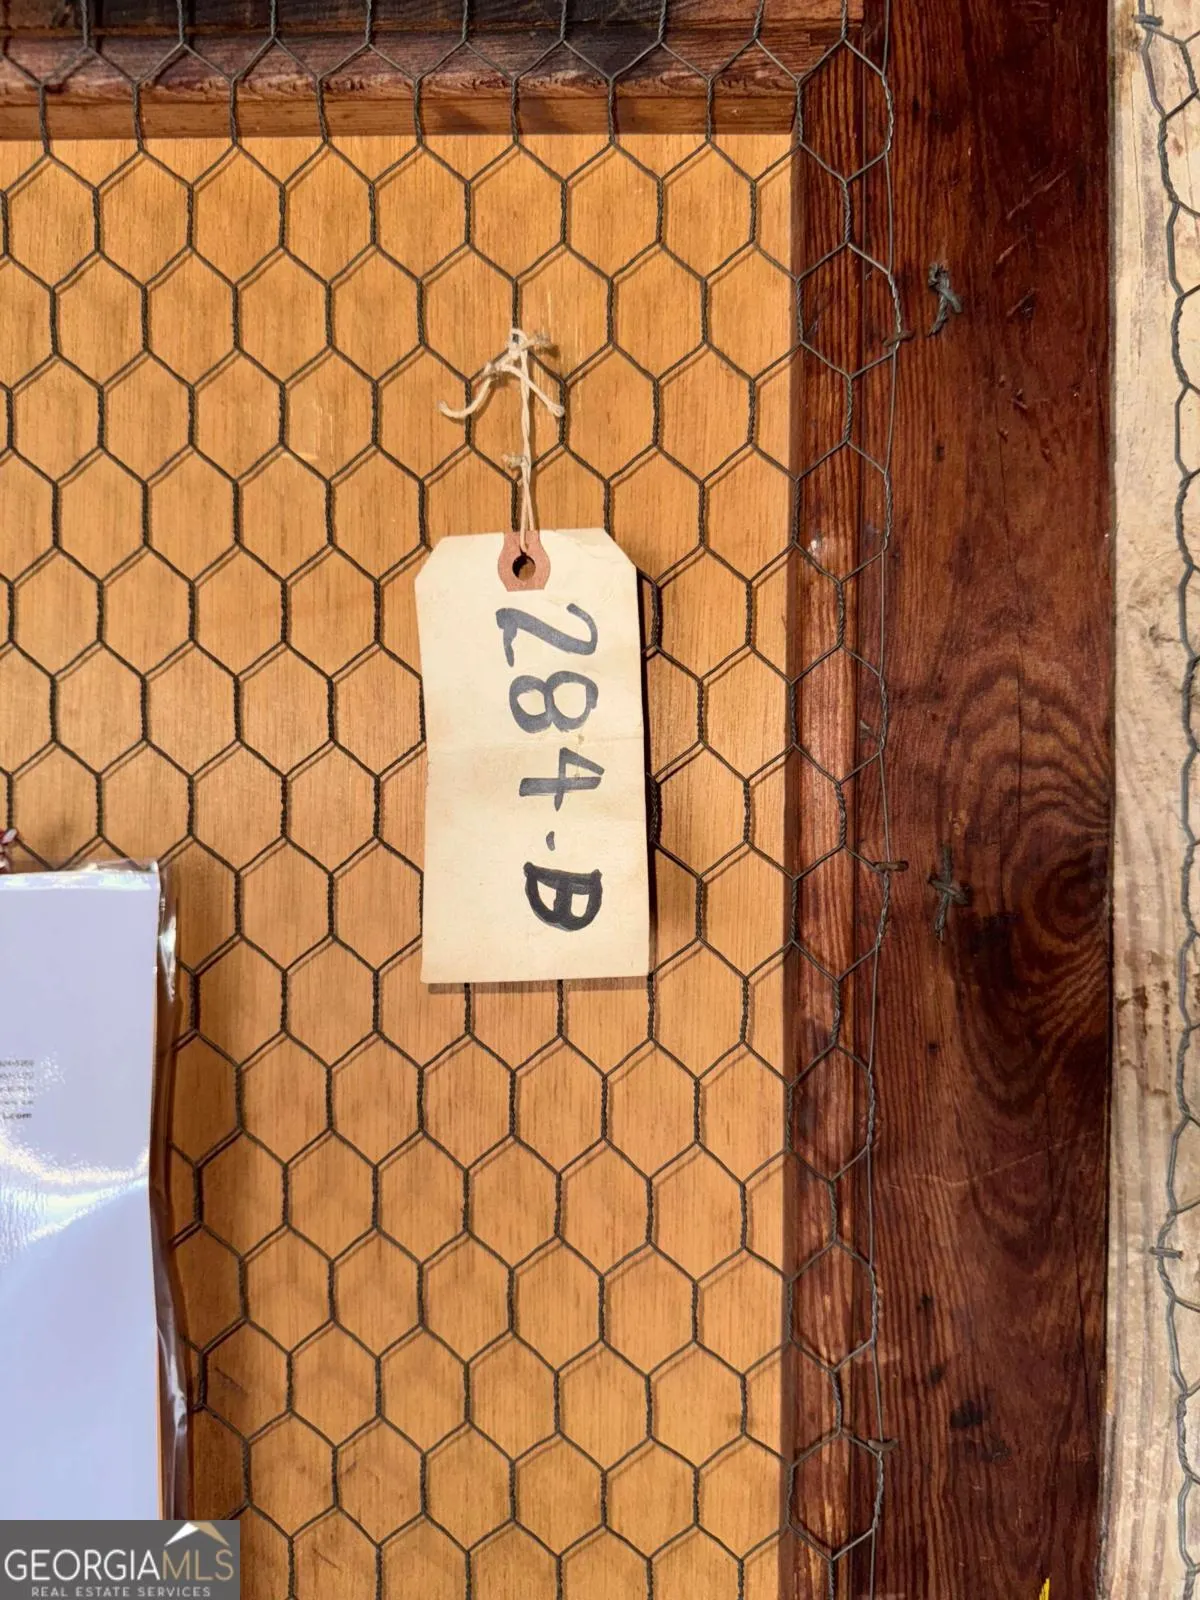 284-B
GEORGIAMLS
REAL ESTATE SERVICES